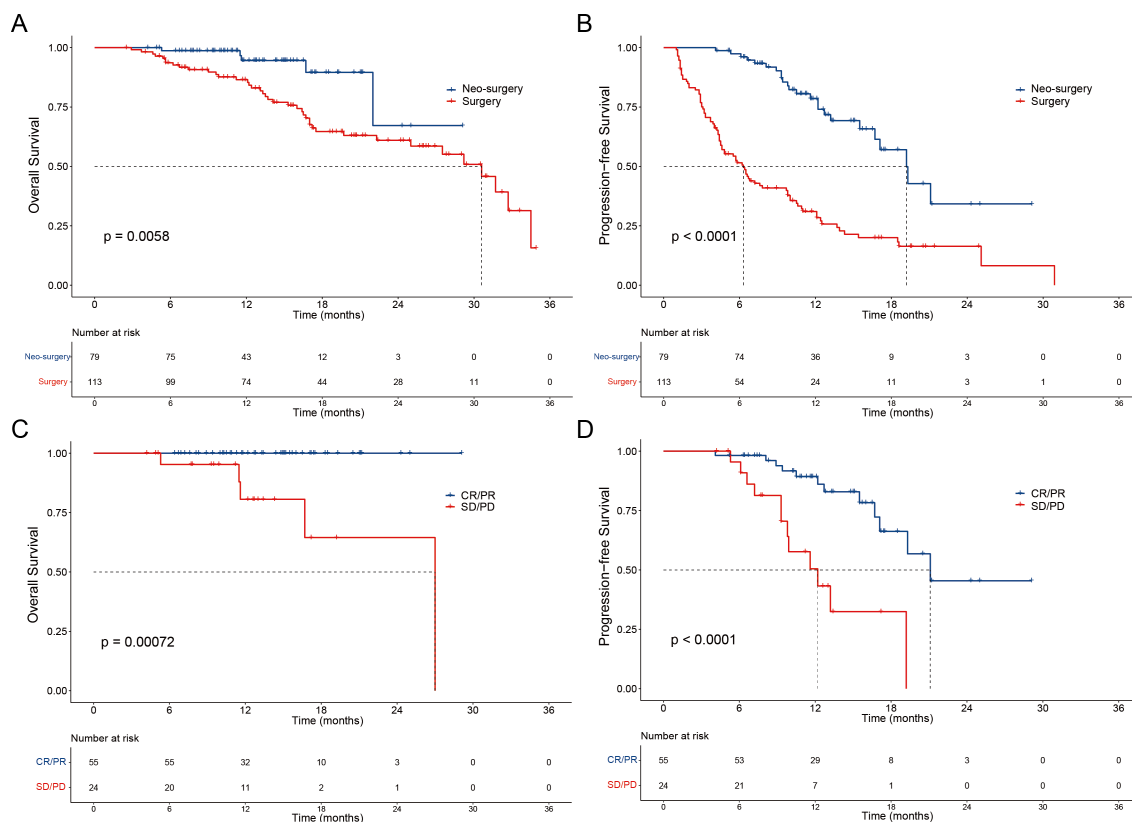 A
1.00
0.75
0.50
0.25
0.00
Overall Survival
Neo-surgery
Surgery
p = 0.0058
0 6 12 18 24 30 36
Time (months)
Number at risk
Neo-surgery 79 75 43 12 3 0 0
Surgery 113 99 74 44 28 11 0
0 6 12 18 24 30 36
Time (months)
B
1.00
0.75
0.50
0.25
0.00
Progression−free Survival
Neo-surgery
Surgery
p < 0.0001
0 6 12 18 24 30 36
Time (months)
Number at risk
Neo-surgery 79 74 36 9 3 0 0
Surgery 113 54 24 11 3 1 0
0 6 12 18 24 30 36
Time (months)
C
1.00
0.75
0.50
0.25
0.00
Overall Survival
CR/PR
SD/PD
p = 0.00072
0 6 12 18 24 30 36
Time (months)
Number at risk
CR/PR 55 55 32 10 3 0 0
SD/PD 24 20 11 2 1 0 0
0 6 12 18 24 30 36
Time (months)
D
1.00
0.75
0.50
0.25
0.00
Progression−free Survival
CR/PR
SD/PD
p < 0.0001
0 6 12 18 24 30 36
Time (months)
Number at risk
CR/PR 55 53 29 8 3 0 0
SD/PD 24 21 7 1 0 0 0
0 6 12 18 24 30 36
Time (months)